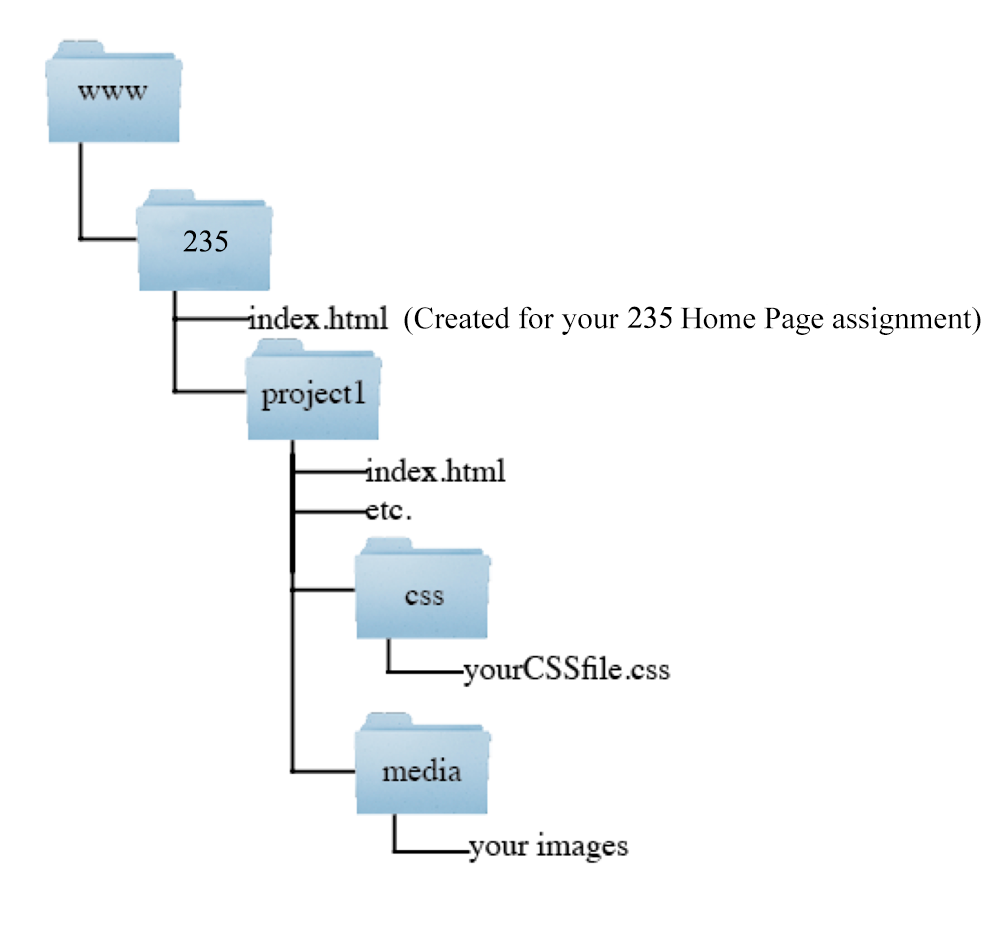 www
235
index.html (Created for your 235 Home Page assignment)
project1
index.html
etc.
css
yourCSSfile.css
media
your images